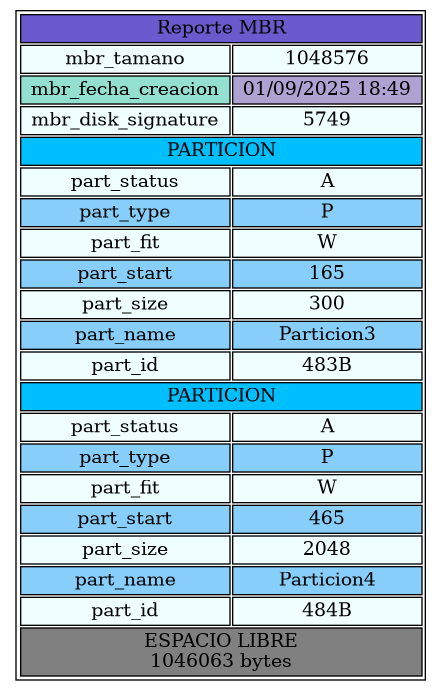 Reporte MBR
mbr_tamano 1048576
mbr_fecha_creacion 01/09/2025 18:49
mbr_disk_signature 5749
PARTICION
part_status A
part_type P
part_fit W
part_start 165
part_size 300
part_name Particion3
part_id 483B
PARTICION
part_status A
part_type P
part_fit W
part_start 465
part_size 2048
part_name Particion4
part_id 484B
ESPACIO LIBRE
1046063 bytes